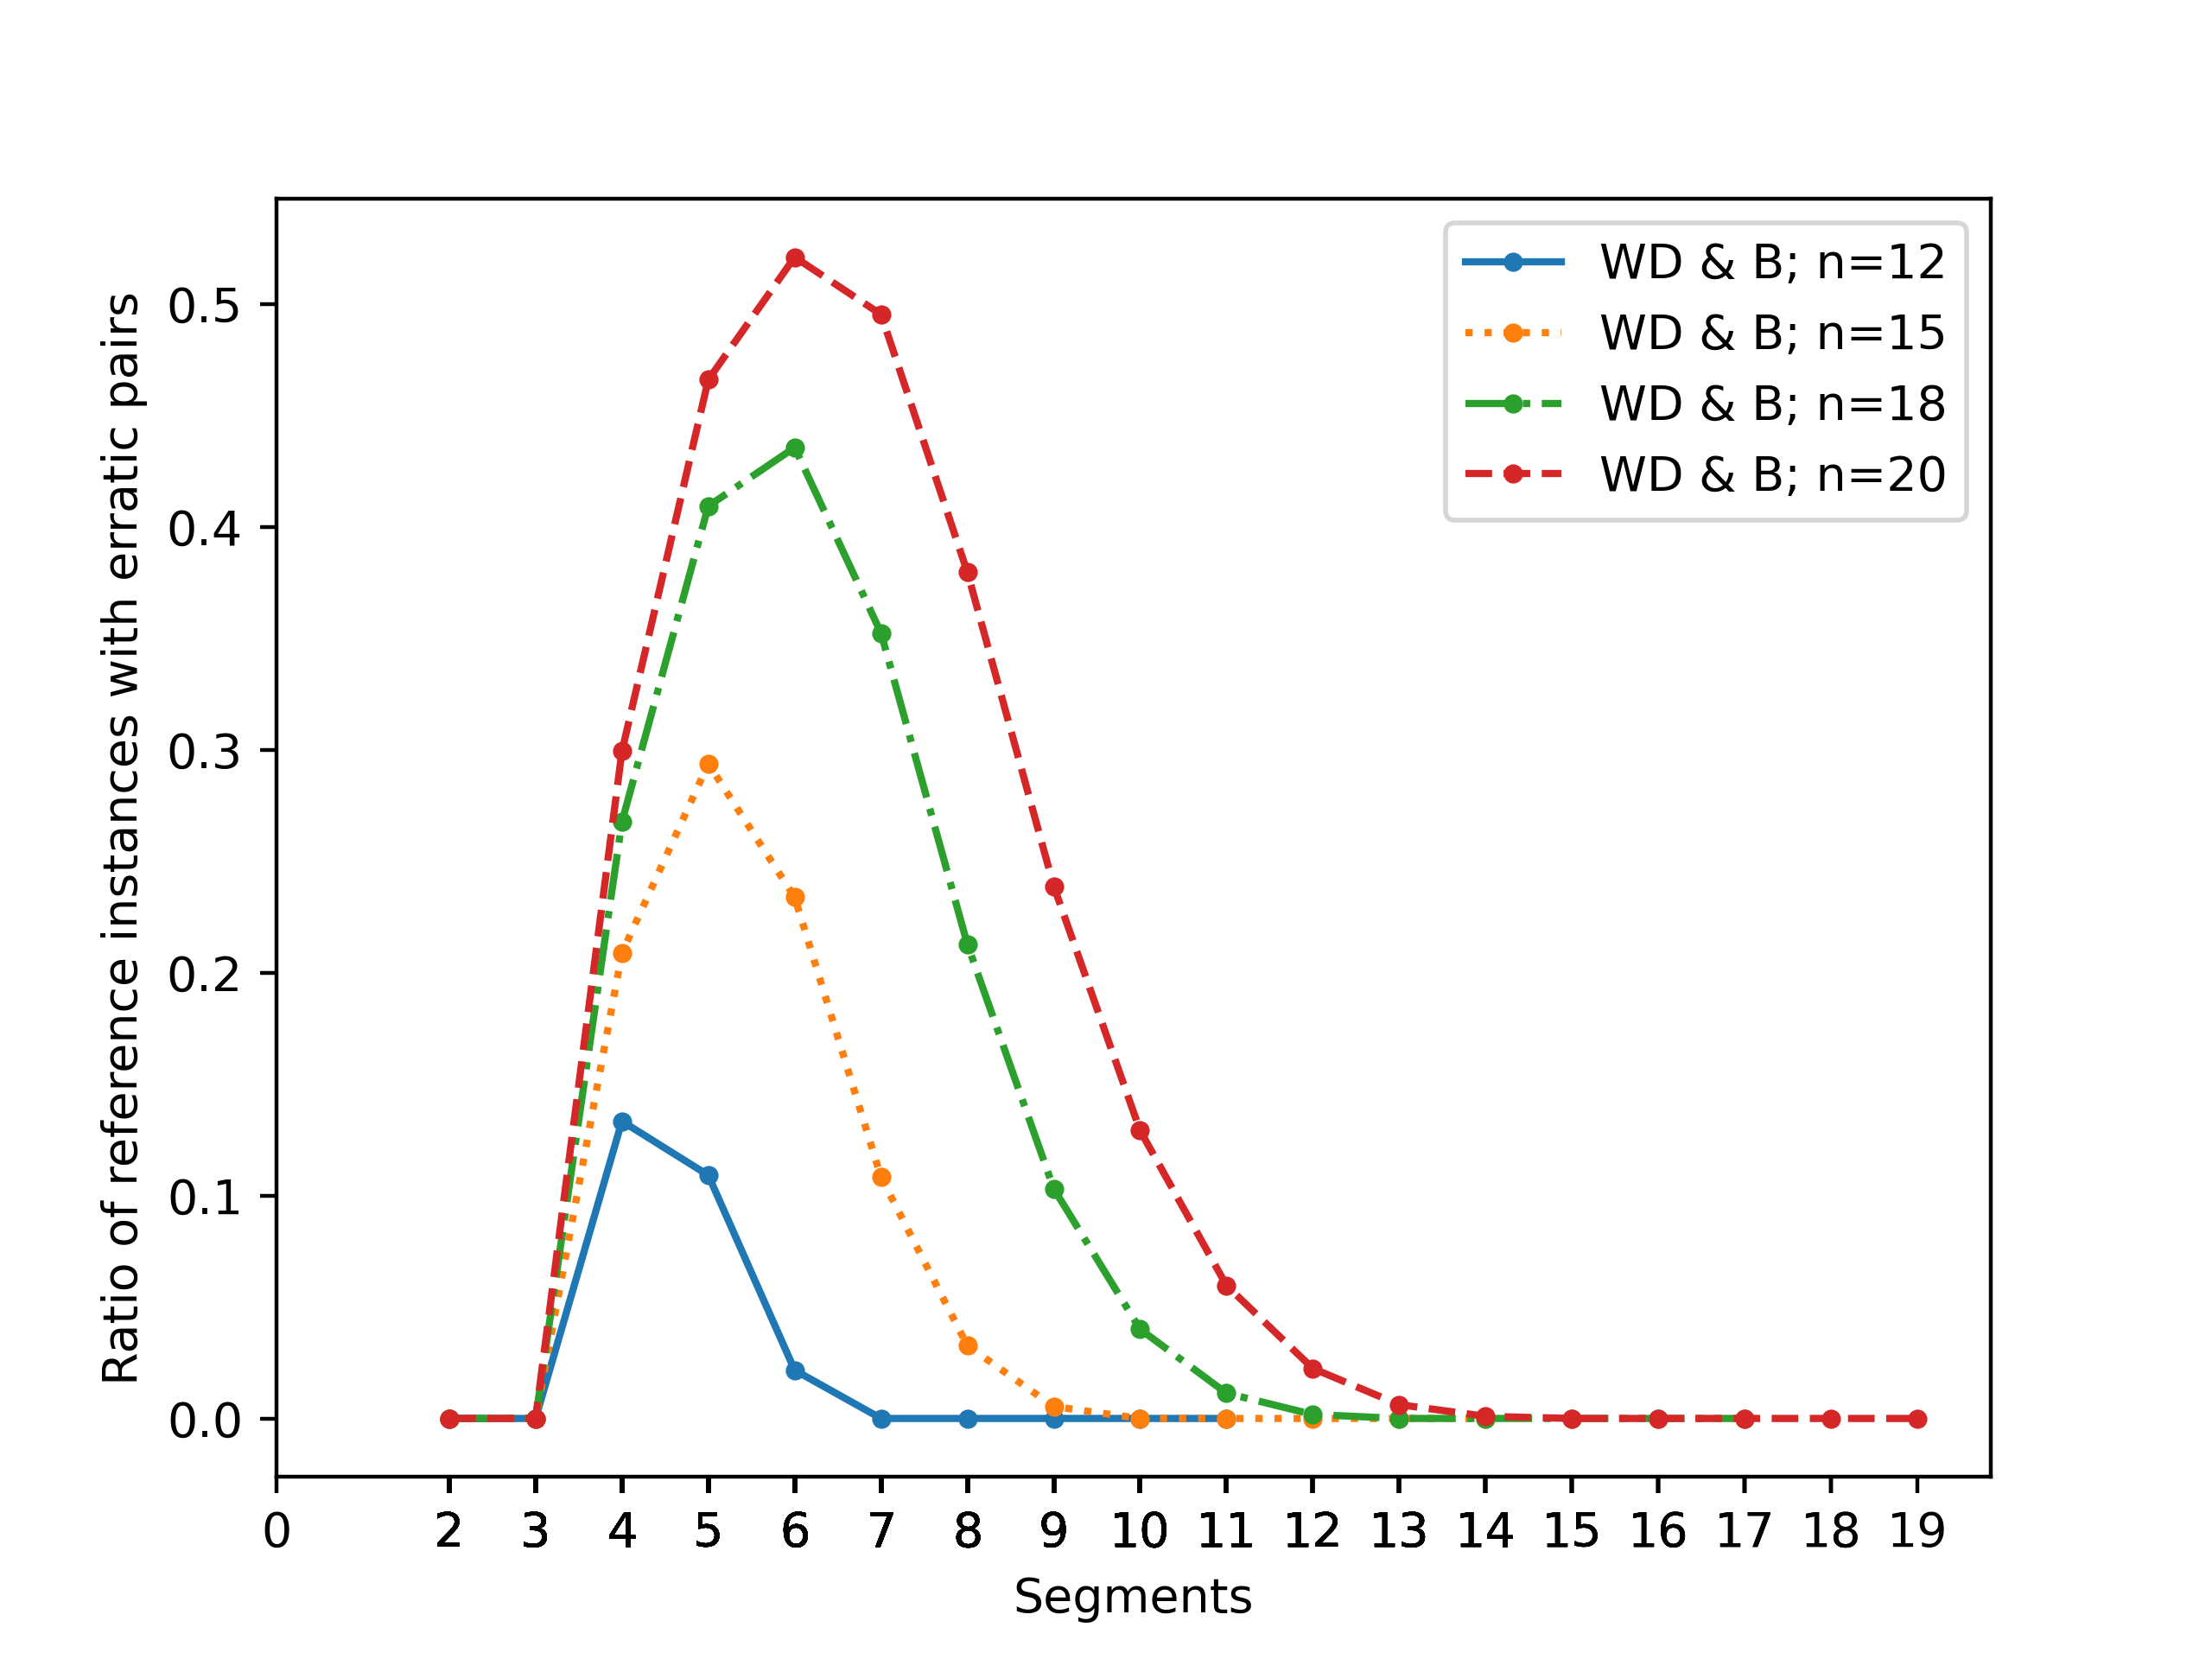 WD & B; n=12
WD & B; n=15
WD & B; n=18
WD & B; n=20
Ratio of reference instances with erratic pairs
0.5
0.4
0.3
0.2
0.1
0.0
0 2 3 4 5 6 7 8 9 10 11 12 13 14 15 16 17 18 19
Segments